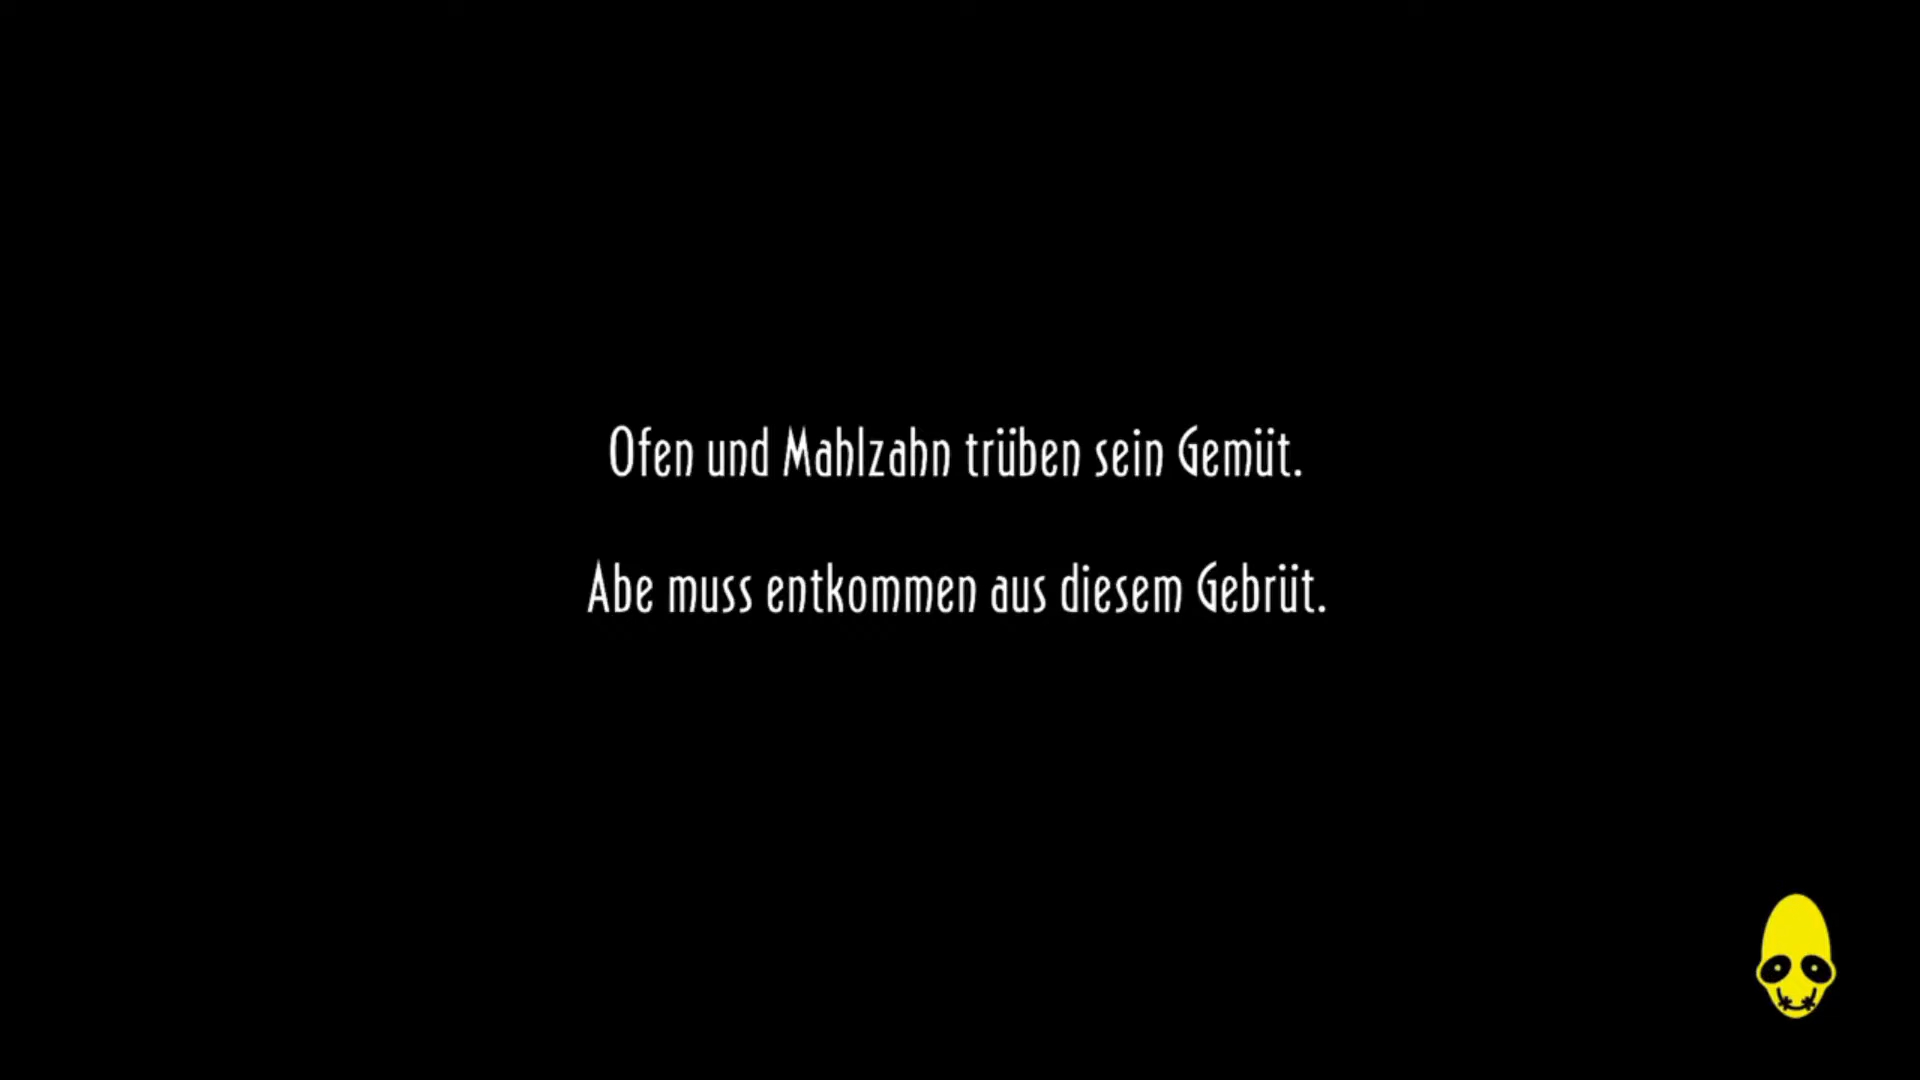 Ofen und Mahlzahn trüben sein Gemüt.
Abe muss entkommen aus diesem Gebrüt.